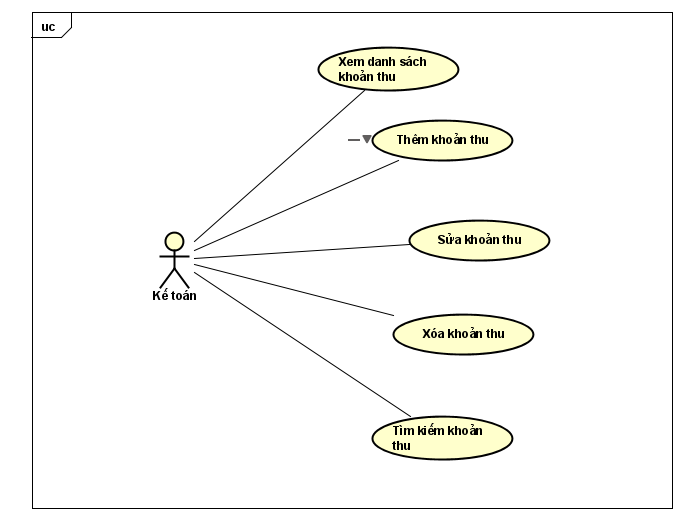 uc
Xem danh sách
khoản thu
Thêm khoản thu
Sửa khoản thu
Kế toán
Xóa khoản thu
Tìm kiếm khoản
thu